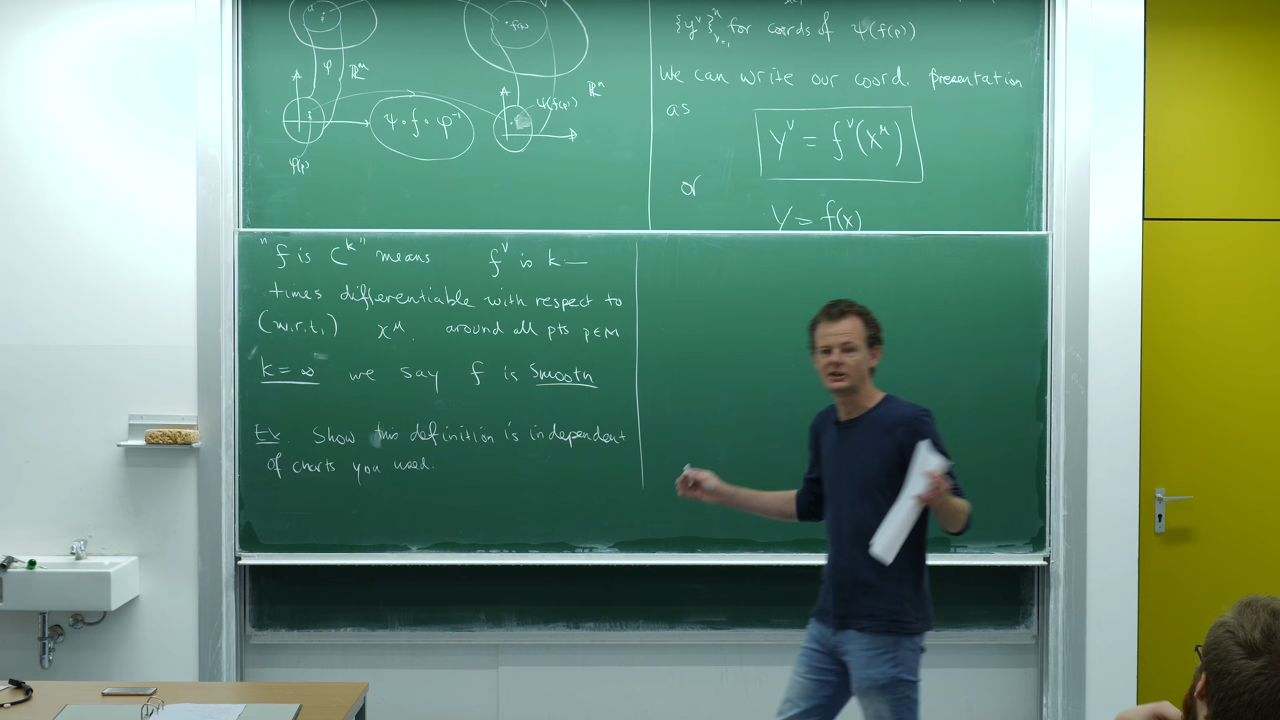 φ
ℝᵐ
f(p)
ψ(f(p))
ℝⁿ
ψ∘f∘φ⁻¹
φ(p)
{y^ν}ⁿ_{ν=1} for coords of ψ(f(p))
We can write our coord. presentation
as
y^ν = f^ν(x^μ)
or
y = f(x)
"f is C^k" means f^ν is k—
times differentiable with respect to
(w.r.t.) x^μ. around all pts p∈M
k = ∞ we say f is smooth
Ex. Show this definition is independent
of charts you used.